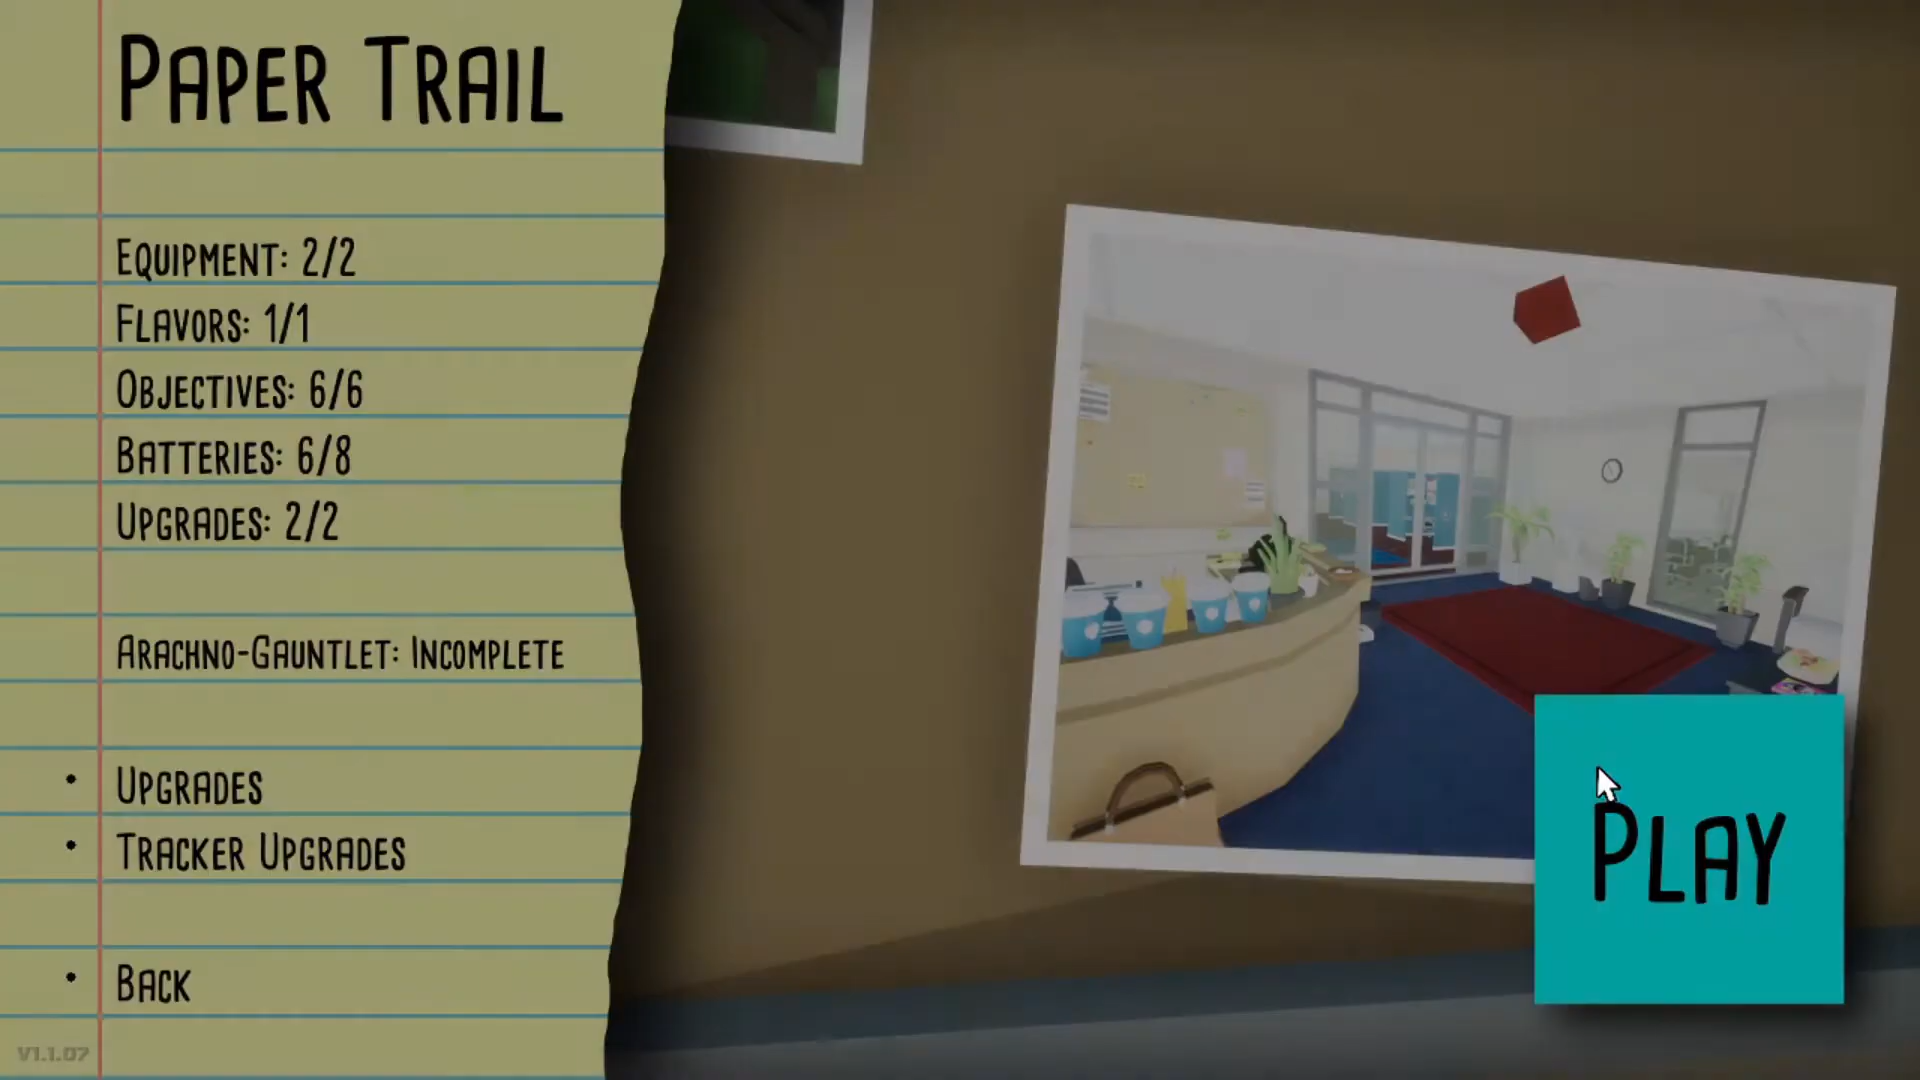 PAPER TRAIL
EQUIPMENT: 2/2
FLAVORS: 1/1
OBJECTIVES: 6/6
BATTERIES: 6/8
UPGRADES: 2/2
ARACHNO-GAUNTLET: INCOMPLETE
• UPGRADES
• TRACKER UPGRADES
• BACK
PLAY
V1.1.07